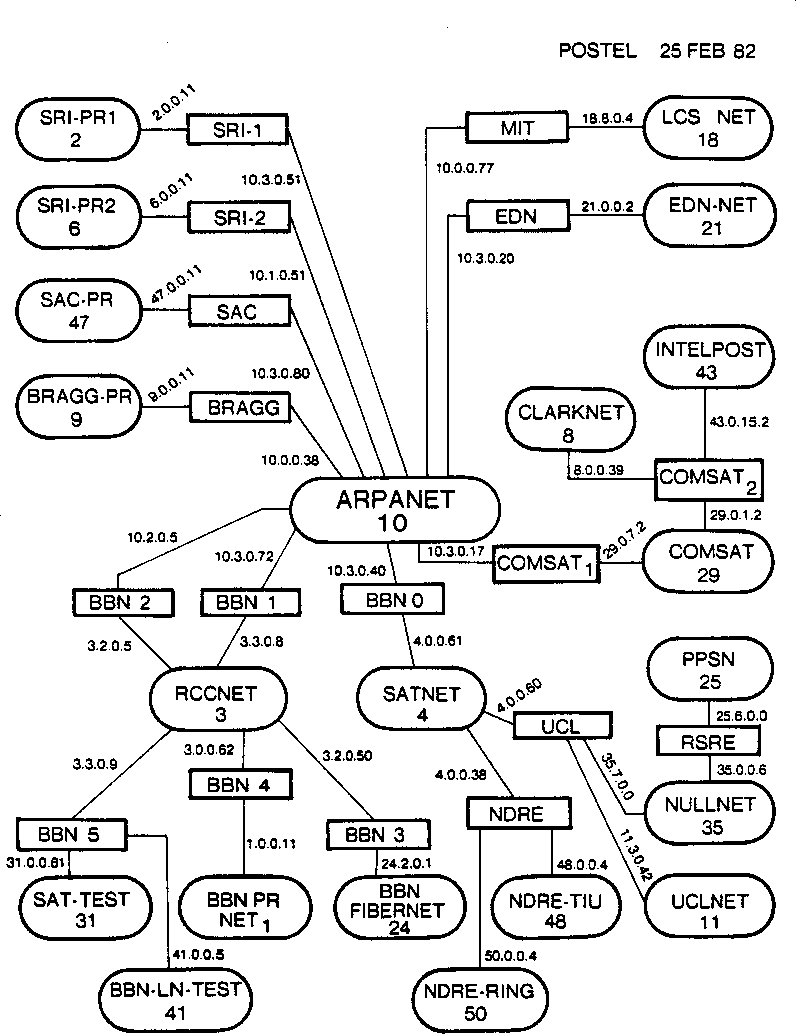 POSTEL 25 FEB 82
SRI-PR1
2
2.0.0.11
SRI-1
10.3.0.51
MIT
10.0.0.77
18.8.0.4
LCS NET
18
SRI-PR2
6
6.0.0.11
SRI-2
10.1.0.51
EDN
10.3.0.20
21.0.0.2
EDN-NET
21
SAC-PR
47
47.0.0.11
SAC
10.3.0.80
BRAGG-PR
9
9.0.0.11
BRAGG
10.0.0.38
INTELPOST
43
43.0.15.2
CLARKNET
8
8.0.0.39
COMSAT2
29.0.1.2
ARPANET
10
10.3.0.17
COMSAT1
29.0.7.2
COMSAT
29
10.2.0.5
BBN 2
3.2.0.5
10.3.0.72
BBN 1
3.3.0.8
10.3.0.40
BBN 0
4.0.0.61
RCCNET
3
SATNET
4
4.0.0.60
UCL
PPSN
25
25.6.0.0
RSRE
35.0.0.6
35.7.0.0
NULLNET
35
11.3.0.42
UCLNET
11
3.3.0.9
BBN 5
3.0.0.62
BBN 4
3.2.0.50
BBN 3
4.0.0.38
NDRE
31.0.0.61
SAT-TEST
31
1.0.0.11
BBN PR
NET1
24.2.0.1
BBN
FIBERNET
24
48.0.0.4
NDRE-TIU
48
41.0.0.5
BBN-LN-TEST
41
50.0.0.4
NDRE-RING
50